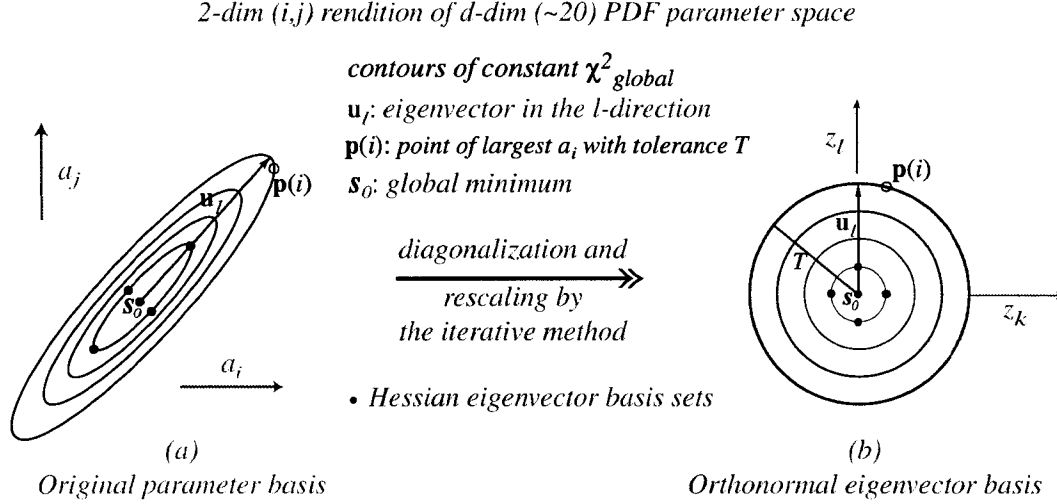 2-dim (i,j) rendition of d-dim (~20) PDF parameter space
contours of constant χ²global
uₗ: eigenvector in the l-direction
p(i): point of largest aᵢ with tolerance T
s₀: global minimum
diagonalization and
rescaling by
the iterative method
• Hessian eigenvector basis sets
aⱼ
p(i)
uₗ
s₀
aᵢ
(a)
Original parameter basis
zₗ
p(i)
uₗ
T
s₀
zₖ
(b)
Orthonormal eigenvector basis